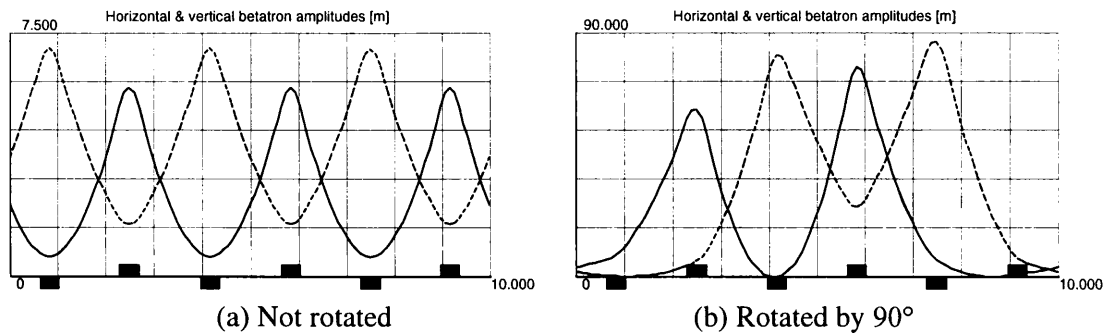 Horizontal & vertical betatron amplitudes [m]
7.500
0
10.000
(a) Not rotated
Horizontal & vertical betatron amplitudes [m]
90.000
0
10.000
(b) Rotated by 90°